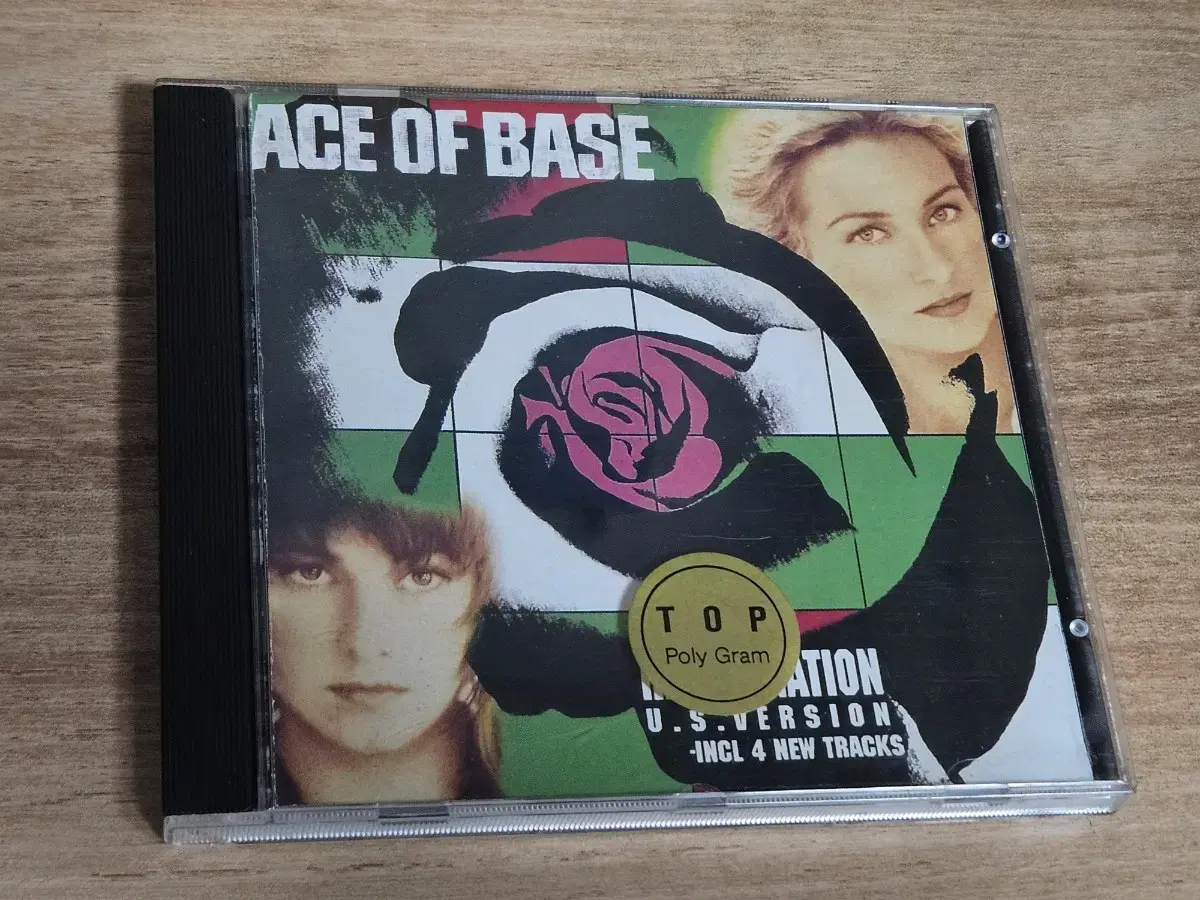 ACE OF BASE
TOP
Poly Gram
U.S.VERSION
-INCL 4 NEW TRACKS